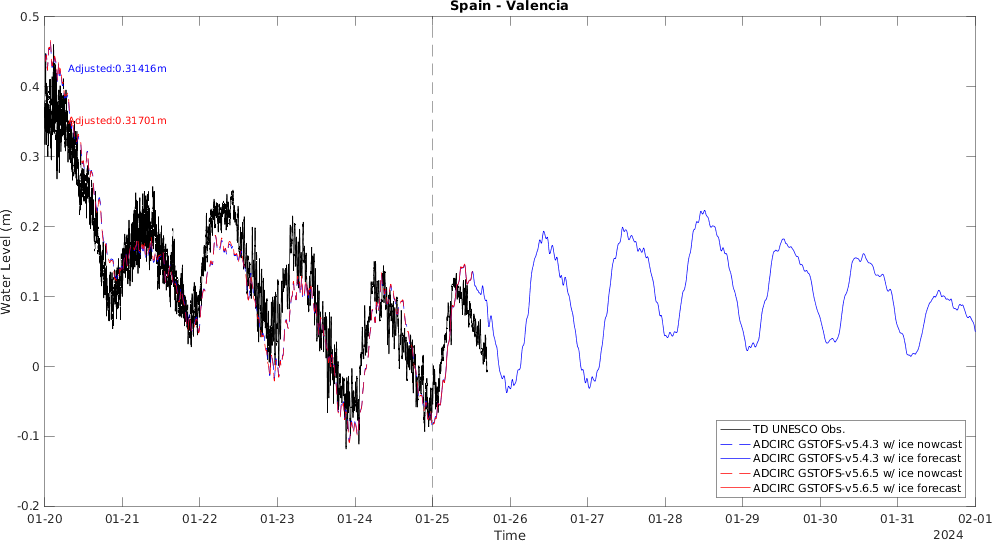 Spain - Valencia
0.5
0.4
0.3
0.2
0.1
0
-0.1
-0.2
Water Level (m)
Adjusted:0.31416m
Adjusted:0.31701m
TD UNESCO Obs.
ADCIRC GSTOFS-v5.4.3 w/ ice nowcast
ADCIRC GSTOFS-v5.4.3 w/ ice forecast
ADCIRC GSTOFS-v5.6.5 w/ ice nowcast
ADCIRC GSTOFS-v5.6.5 w/ ice forecast
01-20 01-21 01-22 01-23 01-24 01-25 01-26 01-27 01-28 01-29 01-30 01-31 02-01
Time
2024